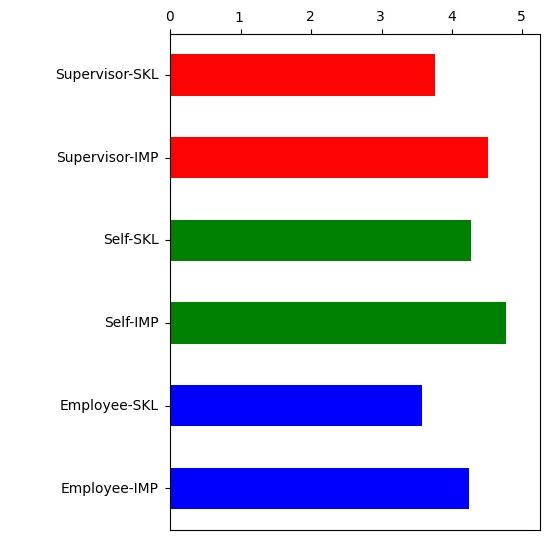 0 1 2 3 4 5
Supervisor-SKL
Supervisor-IMP
Self-SKL
Self-IMP
Employee-SKL
Employee-IMP